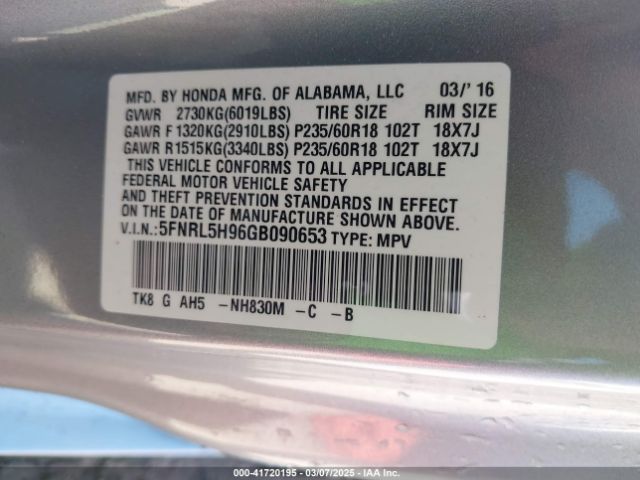 MFD. BY HONDA MFG. OF ALABAMA, LLC 03/'16
GVWR 2730KG(6019LBS) TIRE SIZE RIM SIZE
GAWR F 1320KG(2910LBS) P235/60R18 102T 18X7J
GAWR R 1515KG(3340LBS) P235/60R18 102T 18X7J
THIS VEHICLE CONFORMS TO ALL APPLICABLE
FEDERAL MOTOR VEHICLE SAFETY
AND THEFT PREVENTION STANDARDS IN EFFECT
ON THE DATE OF MANUFACTURE SHOWN ABOVE.
V.I.N.:5FNRL5H96GB090653 TYPE: MPV
TK8 G AH5 -NH830M -C -B
© - 41720195 - 03/07/2025 - IAA Inc.